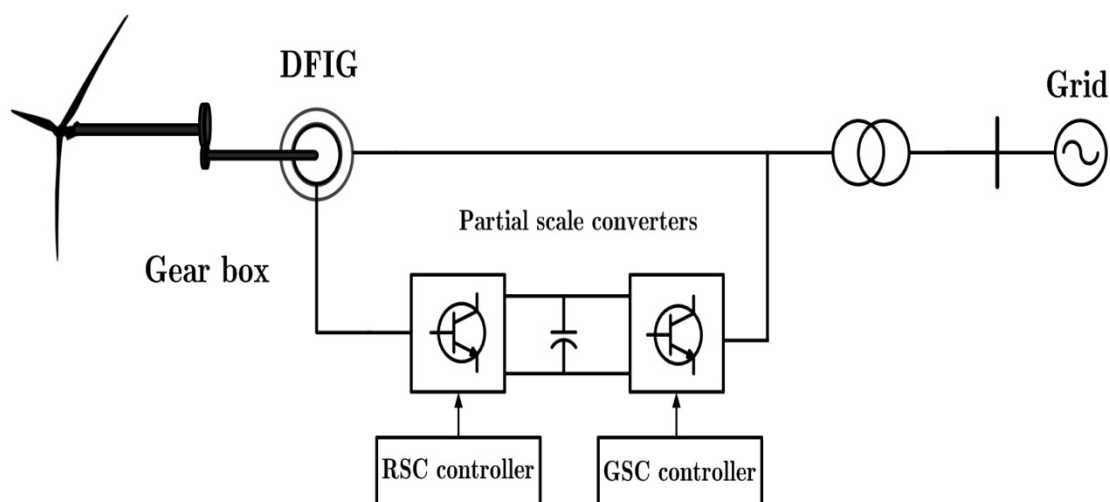 DFIG
Grid
Partial scale converters
Gear box
RSC controller
GSC controller